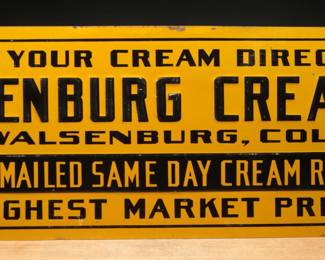 YOUR CREAM DIREC
ENBURG CREA
WALSENBURG, COL
MAILED SAME DAY CREAM R
GHEST MARKET PRI